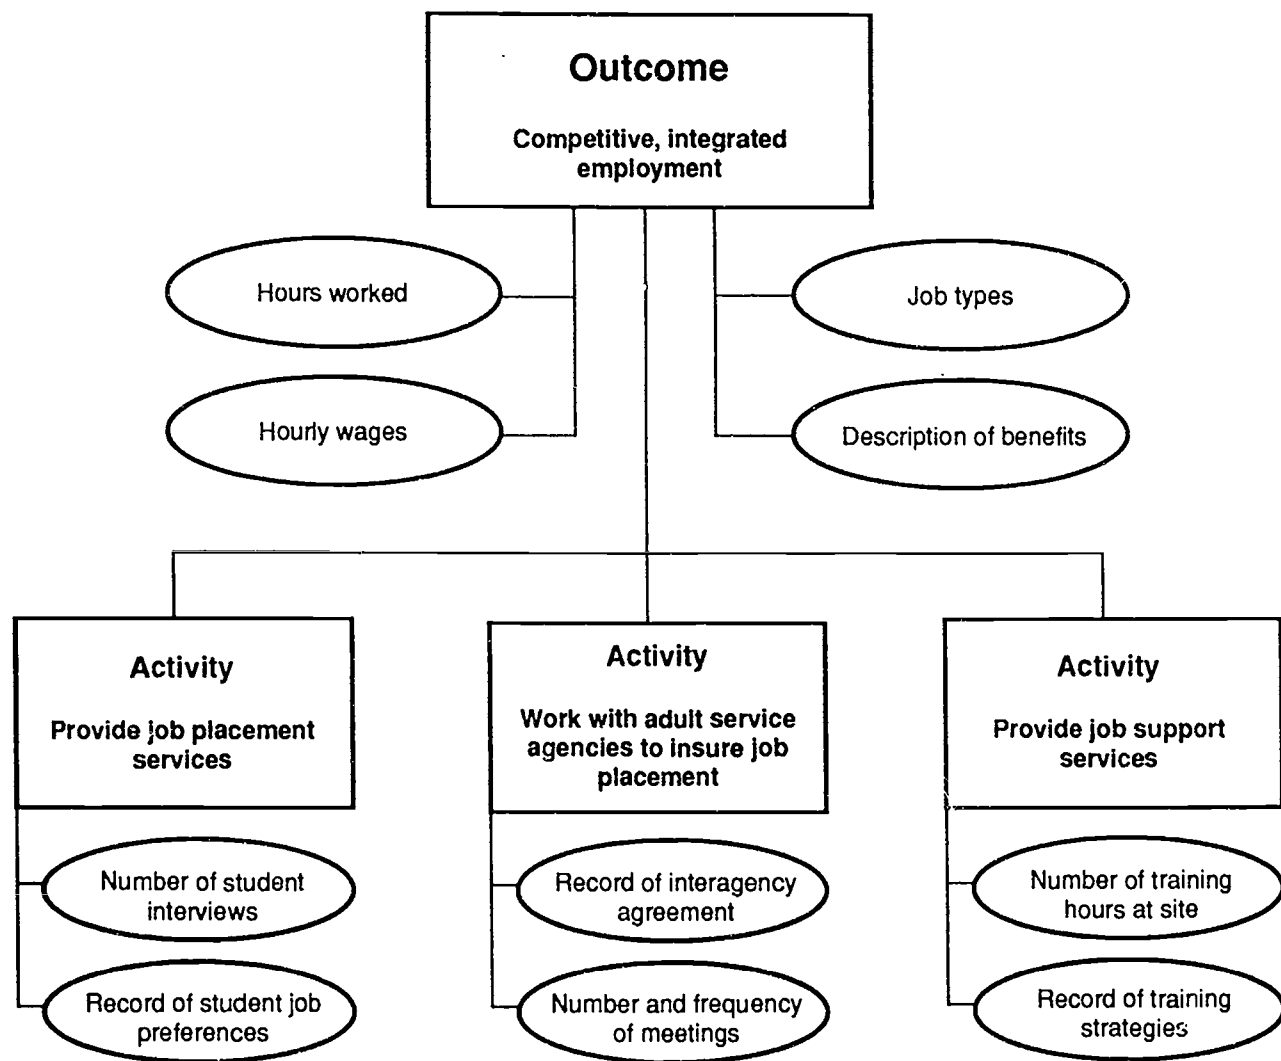 Outcome
Competitive, integrated
employment
Hours worked
Job types
Hourly wages
Description of benefits
Activity
Provide job placement
services
Activity
Work with adult service
agencies to insure job
placement
Activity
Provide job support
services
Number of student
interviews
Record of interagency
agreement
Number of training
hours at site
Record of student job
preferences
Number and frequency
of meetings
Record of training
strategies